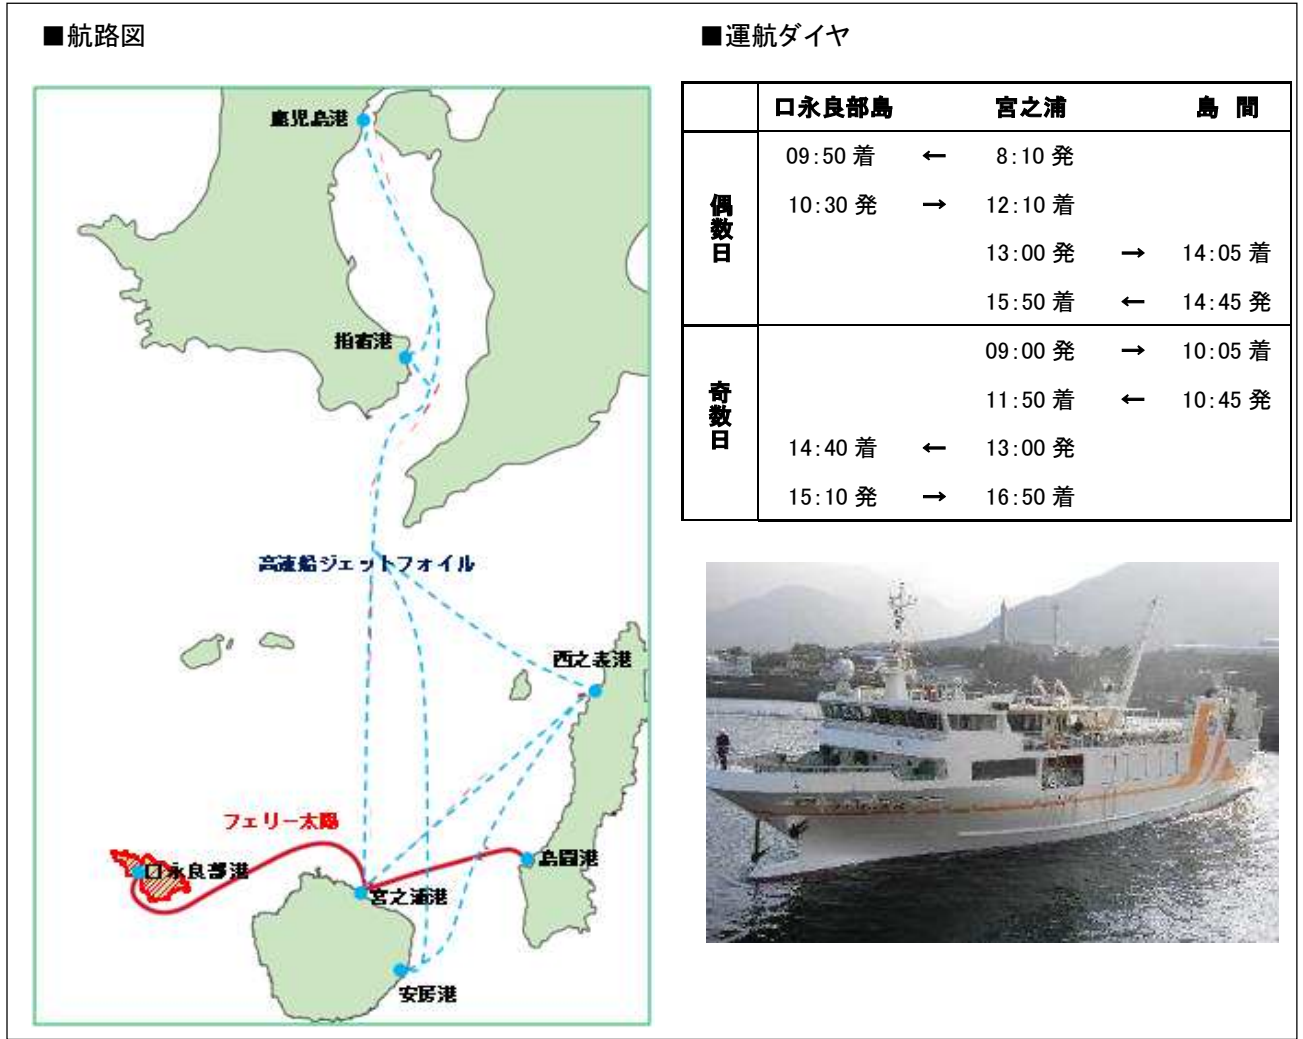 ■航路図
鹿児島港
指宿港
高速船ジェットフォイル
西之表港
フェリー太陽
口永良部港
島間港
宮之浦港
安房港
■運航ダイヤ
口永良部島 宮之浦 島 間
偶数日
09:50 着 ← 8:10 発
10:30 発 → 12:10 着
13:00 発 → 14:05 着
15:50 着 ← 14:45 発
奇数日
09:00 発 → 10:05 着
11:50 着 ← 10:45 発
14:40 着 ← 13:00 発
15:10 発 → 16:50 着